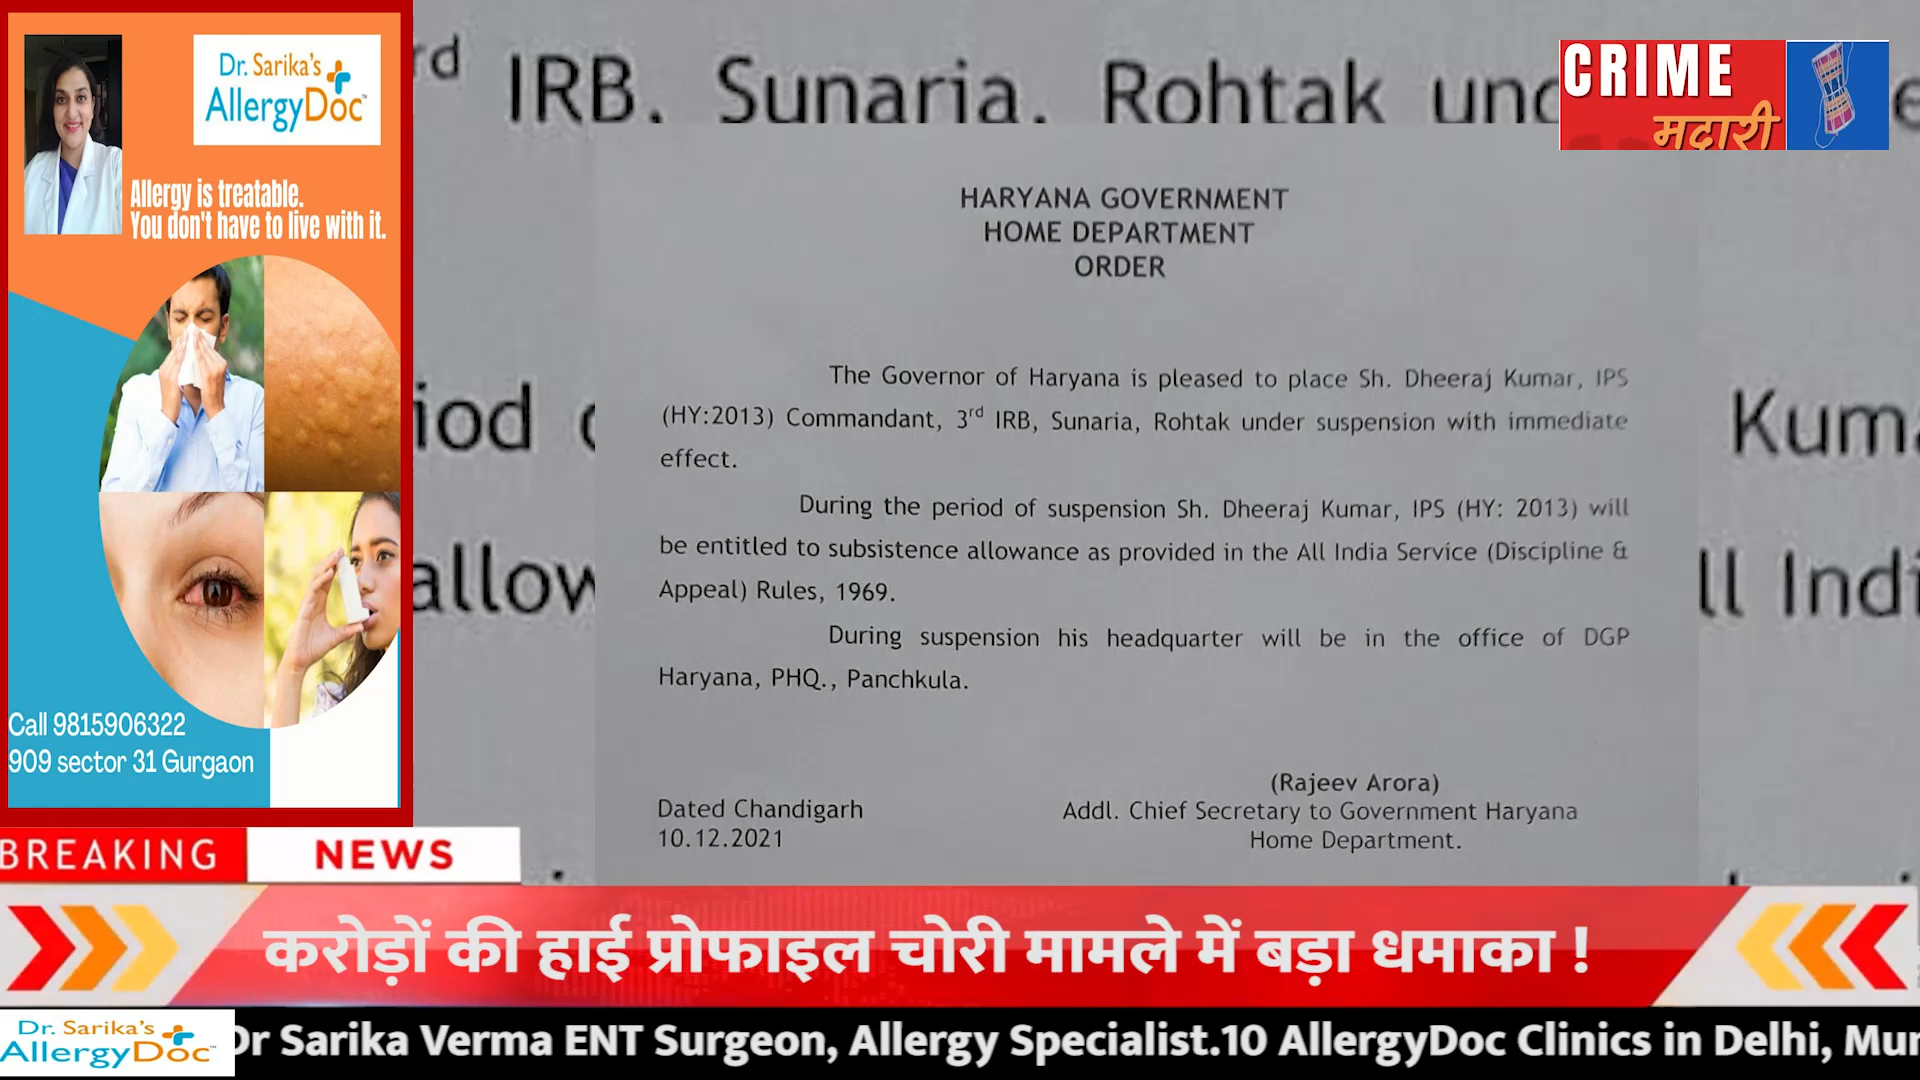 Dr. Sarika's
AllergyDoc™
Allergy is treatable.
You don't have to live with it.
Call 9815906322
909 sector 31 Gurgaon
rd IRB, Sunaria, Rohtak und
CRIME
मदारी
iod
Kum
allow
ll Indi
HARYANA GOVERNMENT
HOME DEPARTMENT
ORDER
The Governor of Haryana is pleased to place Sh. Dheeraj Kumar, IPS
(HY:2013) Commandant, 3rd IRB, Sunaria, Rohtak under suspension with immediate
effect.
During the period of suspension Sh. Dheeraj Kumar, IPS (HY: 2013) will
be entitled to subsistence allowance as provided in the All India Service (Discipline &
Appeal) Rules, 1969.
During suspension his headquarter will be in the office of DGP
Haryana, PHQ., Panchkula.
(Rajeev Arora)
Dated Chandigarh
Addl. Chief Secretary to Government Haryana
10.12.2021
Home Department.
BREAKING NEWS
करोड़ों की हाई प्रोफाइल चोरी मामले में बड़ा धमाका !
Dr. Sarika's
AllergyDoc™
Dr Sarika Verma ENT Surgeon, Allergy Specialist.10 AllergyDoc Clinics in Delhi, Mur